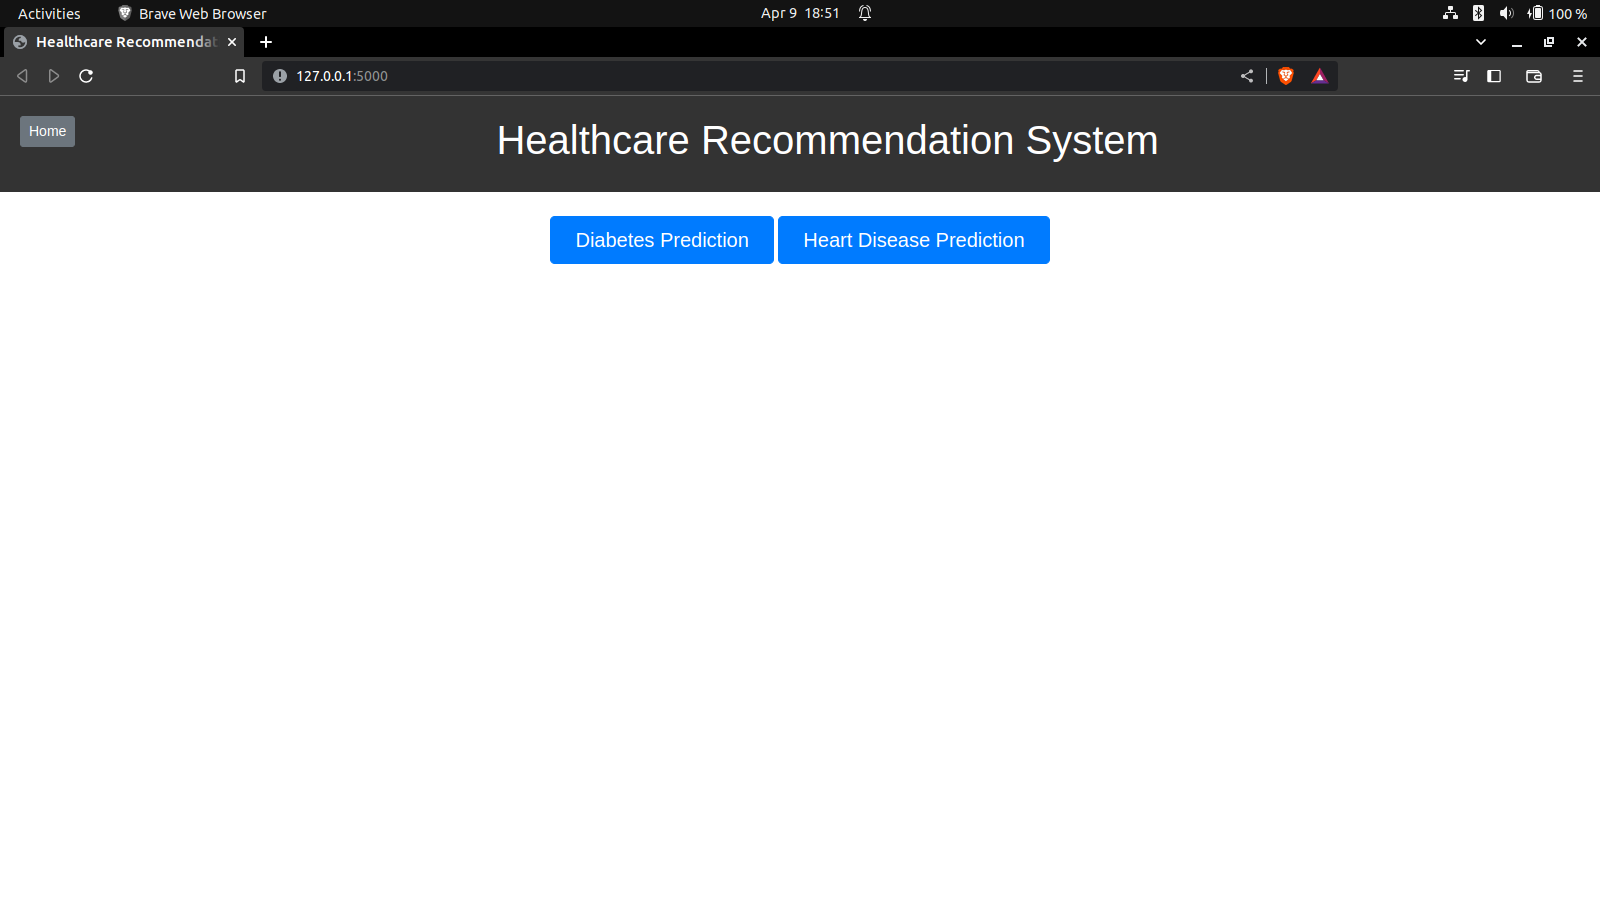 Activities Brave Web Browser Apr 9 18:51 100 %
Healthcare Recommendat
127.0.0.1:5000
Home Healthcare Recommendation System
Diabetes Prediction Heart Disease Prediction